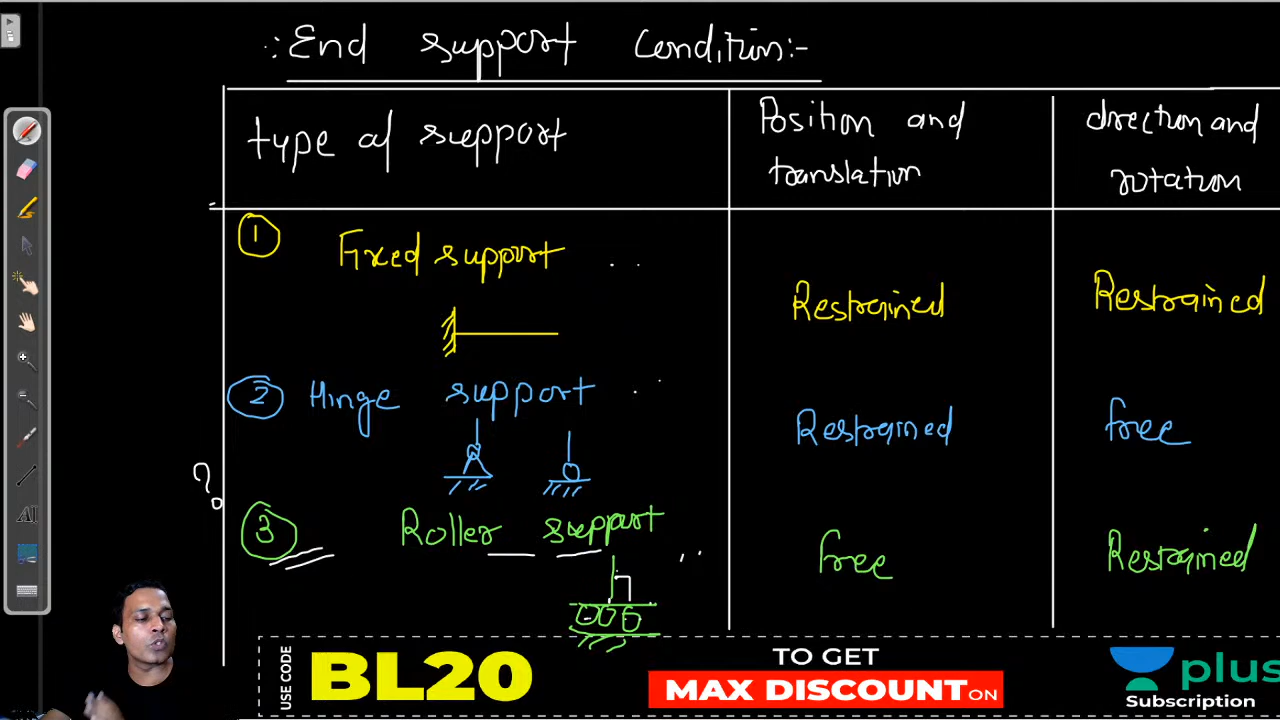 ∴ End support Condition:-
type of support
Position and translation
direction and rotation
① Fixed support
Restrained
Restrained
② Hinge support
Restrained
free
?
③ Roller support
free
Restrained
AI
USE CODE
BL20
TO GET
MAX DISCOUNT ON
plus
Subscription